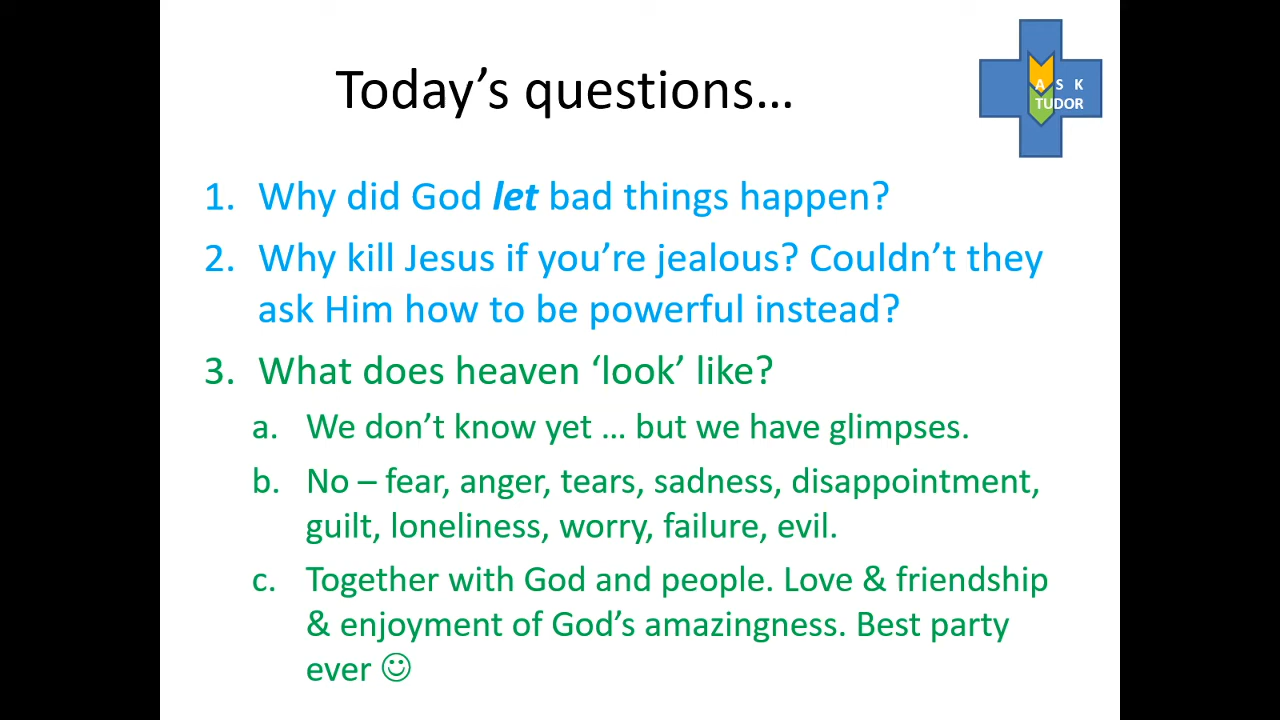 Today's questions…
A S K
TUDOR
1. Why did God let bad things happen?
2. Why kill Jesus if you're jealous? Couldn't they
ask Him how to be powerful instead?
3. What does heaven ‘look’ like?
a. We don't know yet … but we have glimpses.
b. No – fear, anger, tears, sadness, disappointment,
guilt, loneliness, worry, failure, evil.
c. Together with God and people. Love & friendship
& enjoyment of God's amazingness. Best party
ever ☺